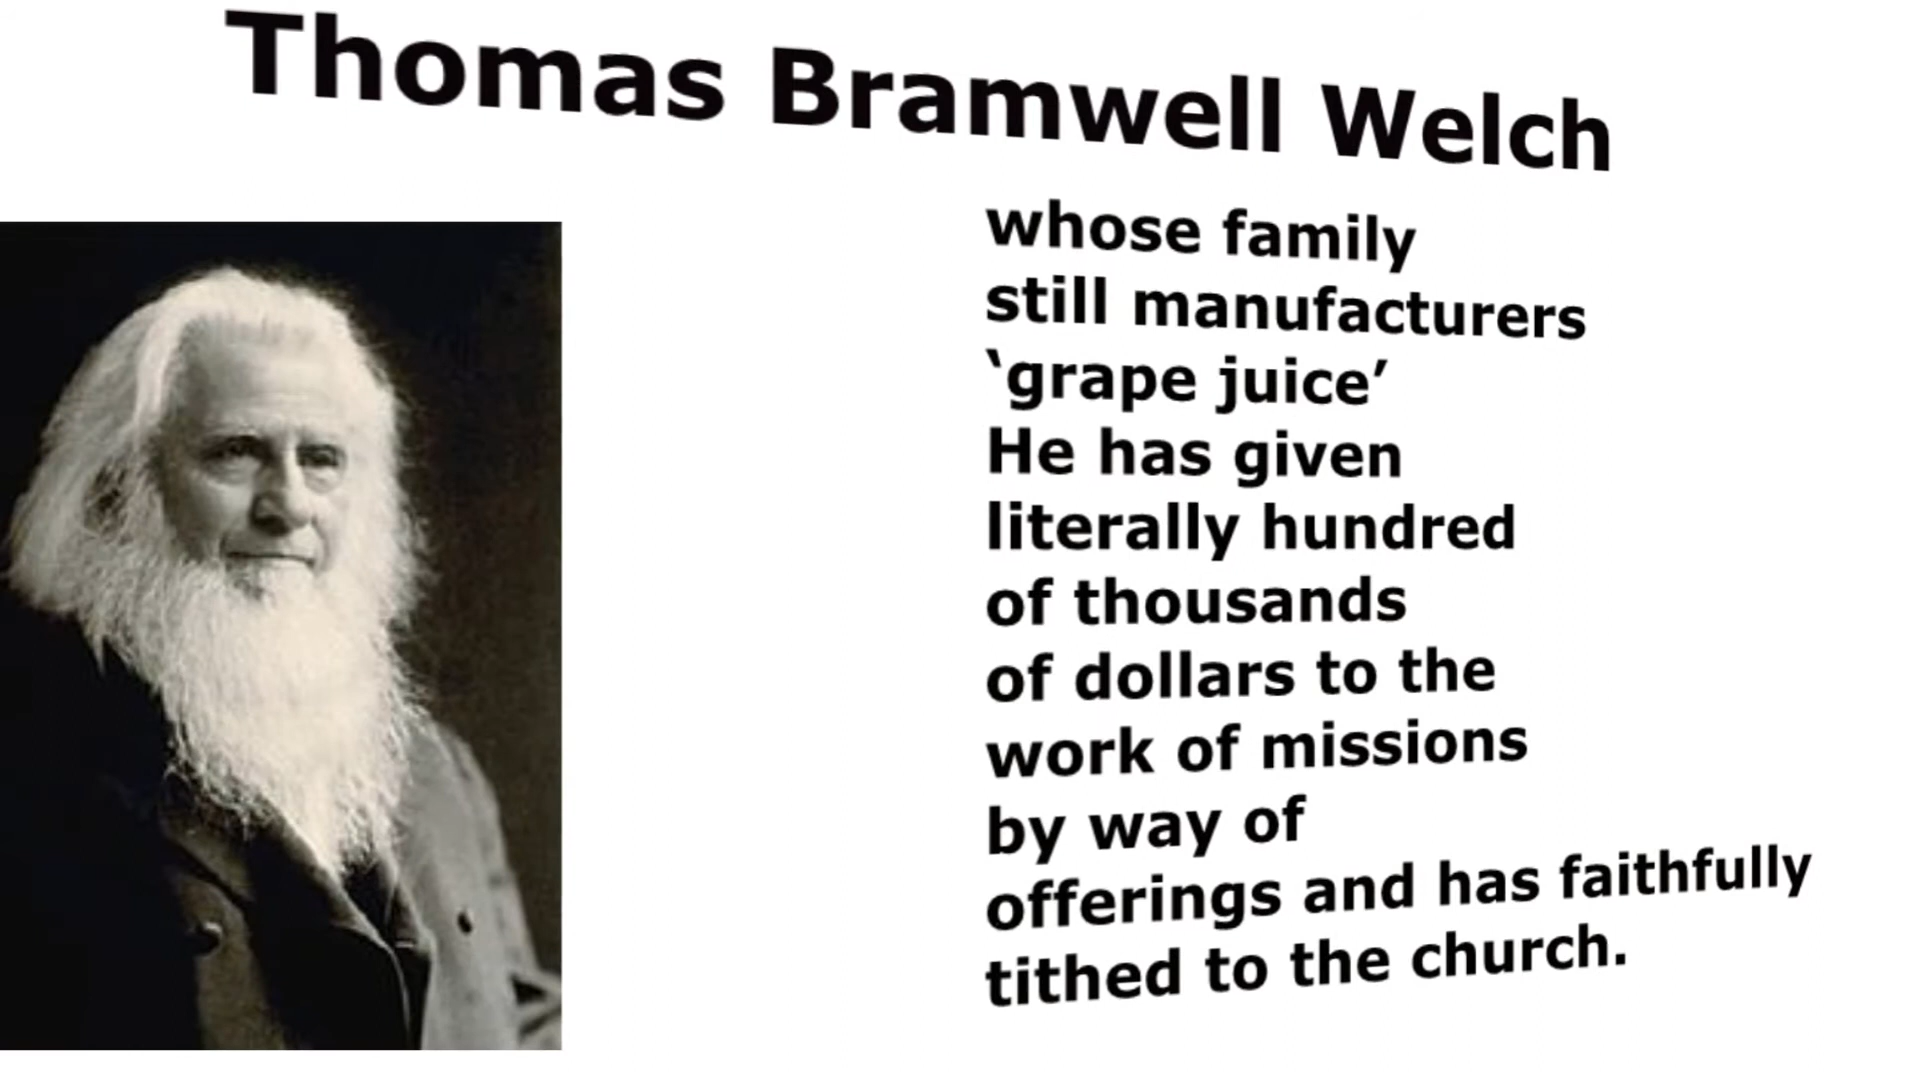 Thomas Bramwell Welch
whose family
still manufacturers
‘grape juice’
He has given
literally hundred
of thousands
of dollars to the
work of missions
by way of
offerings and has faithfully
tithed to the church.